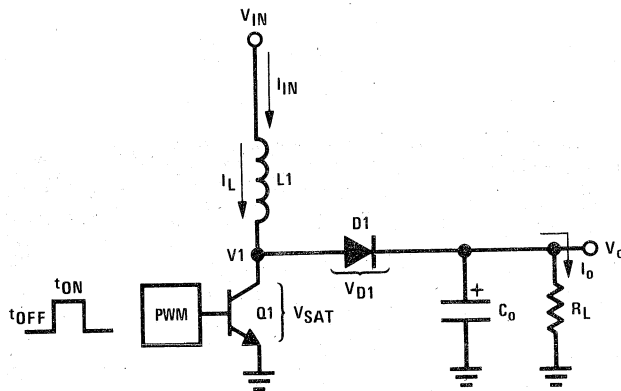 VIN
IIN
IL
L1
V1
D1
VD1
Vo
Io
tON
tOFF
PWM
Q1
VSAT
+
Co
RL